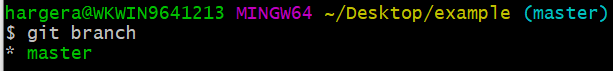 hargera@WKWIN9641213 MINGW64 ~/Desktop/example (master)
$ git branch
* master